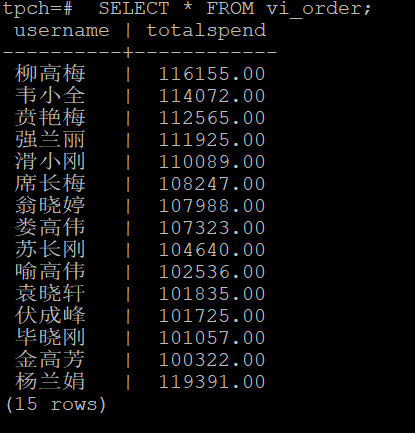 tpch=#  SELECT * FROM vi_order;
 username | totalspend
----------+------------
 柳高梅   |  116155.00
 韦小全   |  114072.00
 贲艳梅   |  112565.00
 强兰丽   |  111925.00
 滑小刚   |  110089.00
 席长梅   |  108247.00
 翁晓婷   |  107988.00
 娄高伟   |  107323.00
 苏长刚   |  104640.00
 喻高伟   |  102536.00
 袁晓轩   |  101835.00
 伏成峰   |  101725.00
 毕晓刚   |  101057.00
 金高芳   |  100322.00
 杨兰娟   |  119391.00
(15 rows)